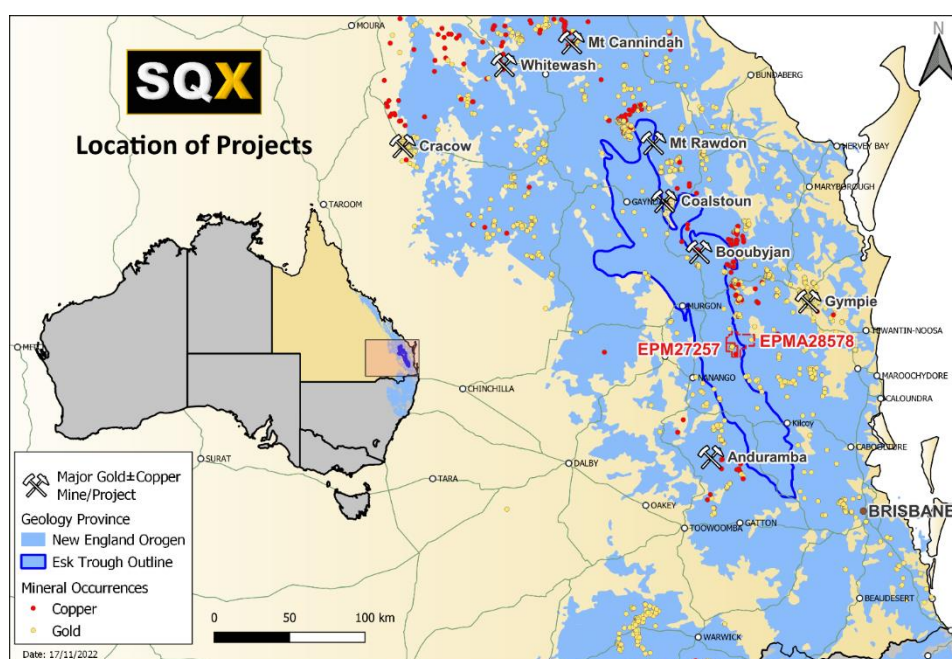 MOURA
Mt Cannindah
N
Whitewash
BUNDABERG
SQX
Location of Projects
Cracow
Mt Rawdon
HERVEY BAY
TAROOM
Coalstoun
MARYBOROUGH
Booubyjan
Gympie
MURGON
TEWANTIN-NOOSA
EPM27257
EPMA28578
NANANGO
MAROOCHYDORE
CHINCHILLA
CALOUNDRA
Kilcoy
CABOOLTURE
SURAT
DALBY
Anduramba
TARA
OAKEY
BRISBANE
TOOWOOMBA
GATTON
BEAUDESERT
WARWICK
Major Gold±Copper
Mine/Project
Geology Province
New England Orogen
Esk Trough Outline
Mineral Occurrences
Copper
Gold
0 50 100 km
Date: 17/11/2022